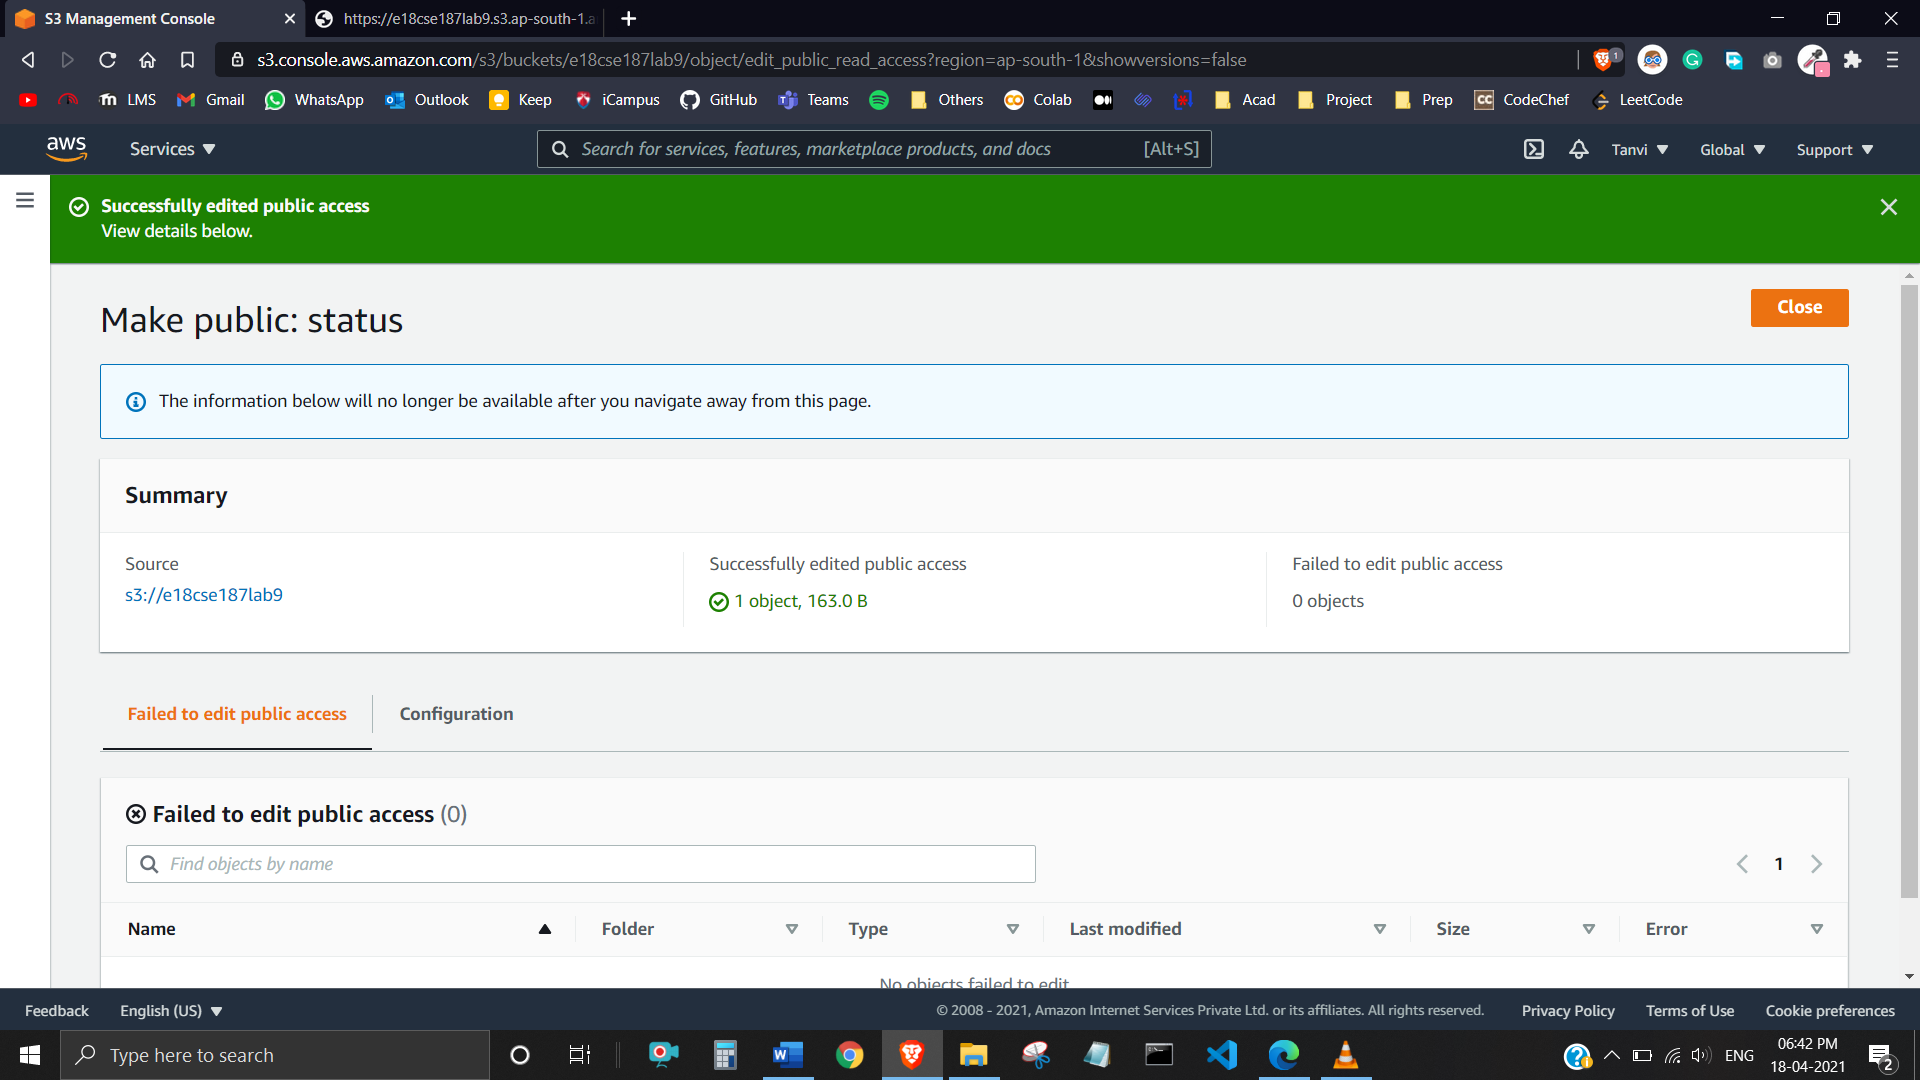 S3 Management Console
https://e18cse187lab9.s3.ap-south-1.a
s3.console.aws.amazon.com/s3/buckets/e18cse187lab9/object/edit_public_read_access?region=ap-south-1&showversions=false
1
LMS Gmail WhatsApp Outlook Keep iCampus GitHub Teams Others Colab Acad Project Prep CodeChef LeetCode
aws Services Search for services, features, marketplace products, and docs [Alt+S] Tanvi Global Support
Successfully edited public access
View details below.
Make public: status
Close
The information below will no longer be available after you navigate away from this page.
Summary
Source
s3://e18cse187lab9
Successfully edited public access
1 object, 163.0 B
Failed to edit public access
0 objects
Failed to edit public access Configuration
Failed to edit public access (0)
Find objects by name
1
Name Folder Type Last modified Size Error
No objects failed to edit
Feedback English (US) © 2008 - 2021, Amazon Internet Services Private Ltd. or its affiliates. All rights reserved. Privacy Policy Terms of Use Cookie preferences
Type here to search
ENG
06:42 PM
18-04-2021
2